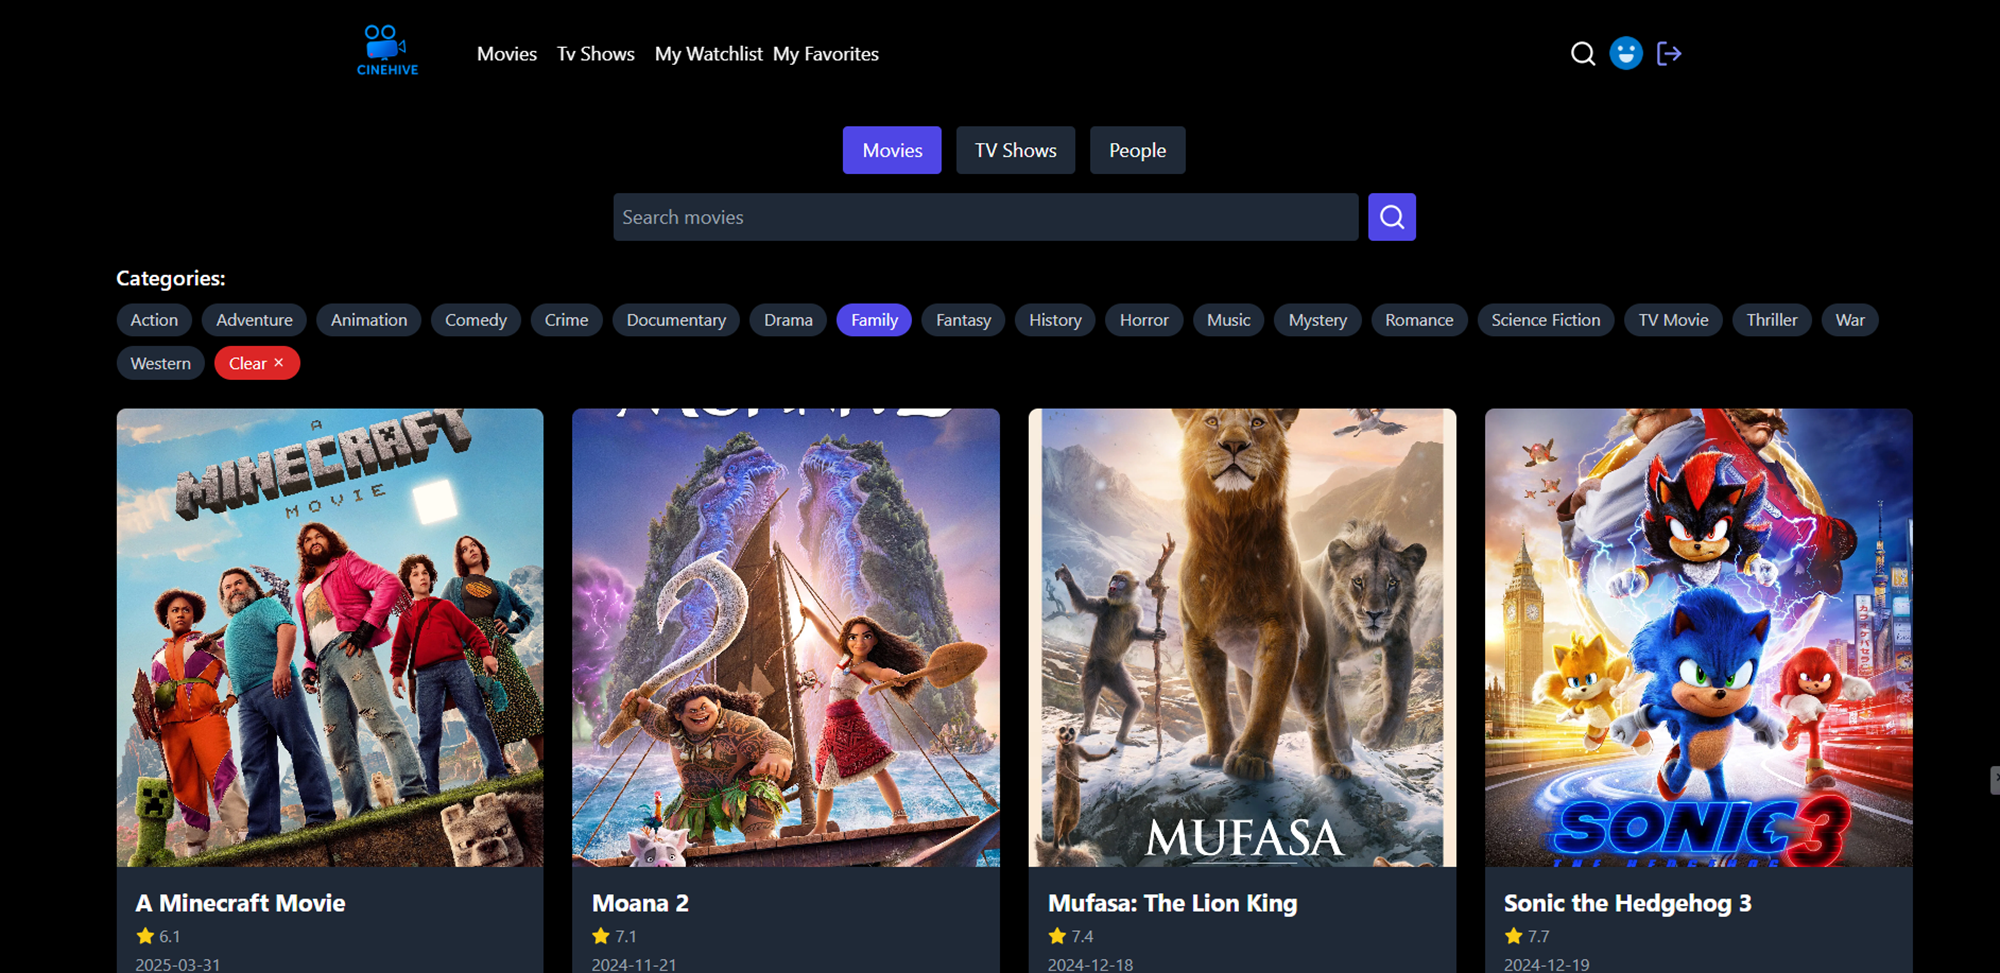 CINEHIVE
Movies Tv Shows My Watchlist My Favorites
Movies TV Shows People
Search movies
Categories:
Action Adventure Animation Comedy Crime Documentary Drama Family Fantasy History Horror Music Mystery Romance Science Fiction TV Movie Thriller War
Western Clear ×
A
MINECRAFT
MOVIE
MUFASA
SONIC 3
THE HEDGEHOG
A Minecraft Movie
6.1
2025-03-31
Moana 2
7.1
2024-11-21
Mufasa: The Lion King
7.4
2024-12-18
Sonic the Hedgehog 3
7.7
2024-12-19